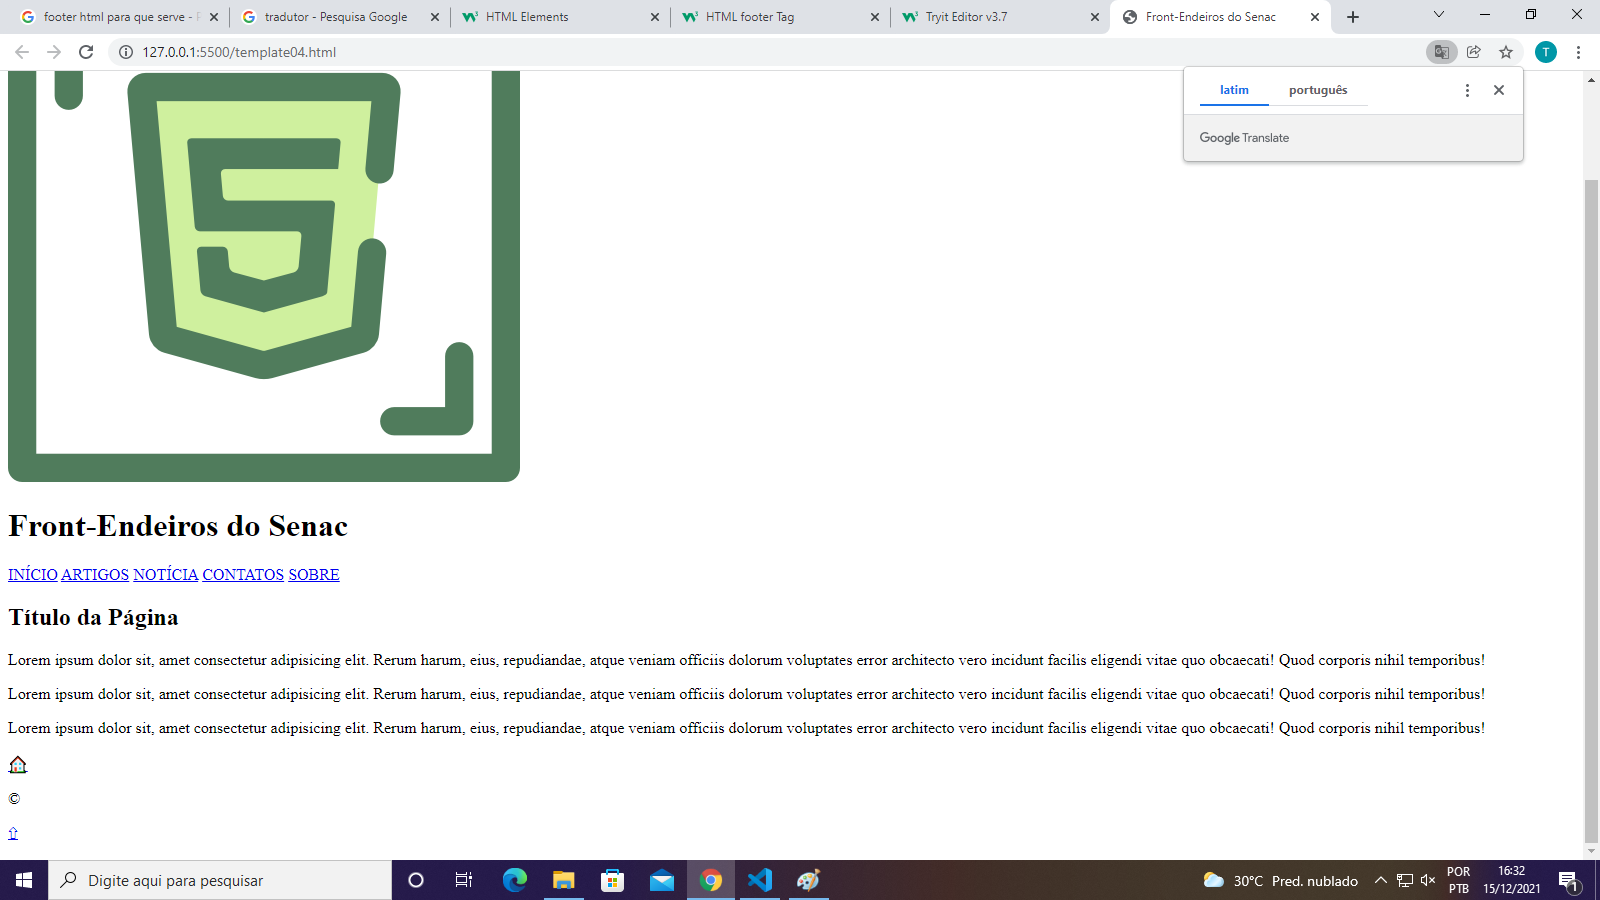 footer html para que serve - P
tradutor - Pesquisa Google
HTML Elements
HTML footer Tag
Tryit Editor v3.7
Front-Endeiros do Senac
127.0.0.1:5500/template04.html
T
latim
português
Google Translate
Front-Endeiros do Senac
INÍCIO ARTIGOS NOTÍCIA CONTATOS SOBRE
Título da Página
Lorem ipsum dolor sit, amet consectetur adipisicing elit. Rerum harum, eius, repudiandae, atque veniam officiis dolorum voluptates error architecto vero incidunt facilis eligendi vitae quo obcaecati! Quod corporis nihil temporibus!
Lorem ipsum dolor sit, amet consectetur adipisicing elit. Rerum harum, eius, repudiandae, atque veniam officiis dolorum voluptates error architecto vero incidunt facilis eligendi vitae quo obcaecati! Quod corporis nihil temporibus!
Lorem ipsum dolor sit, amet consectetur adipisicing elit. Rerum harum, eius, repudiandae, atque veniam officiis dolorum voluptates error architecto vero incidunt facilis eligendi vitae quo obcaecati! Quod corporis nihil temporibus!
🏠
©
⇧
Digite aqui para pesquisar
30°C Pred. nublado
POR
PTB
16:32
15/12/2021
1